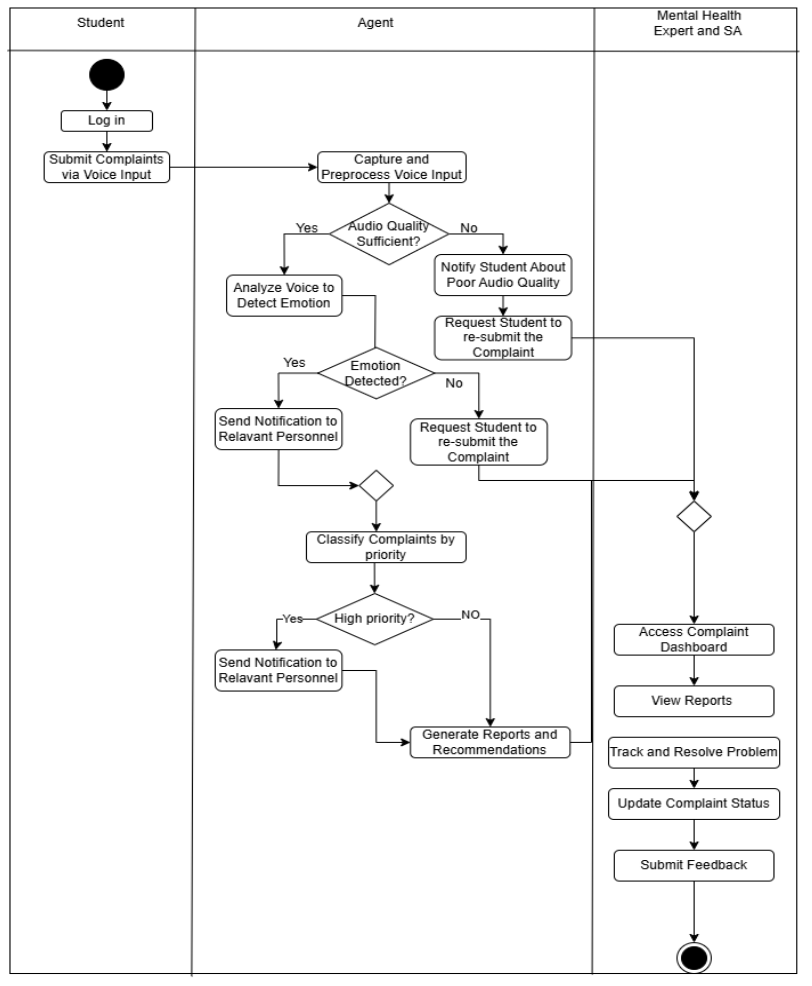 Student
Agent
Mental Health
Expert and SA
Log in
Submit Complaints
via Voice Input
Capture and
Preprocess Voice Input
Audio Quality
Sufficient?
Yes
No
Analyze Voice to
Detect Emotion
Notify Student About
Poor Audio Quality
Request Student to
re-submit the
Complaint
Emotion
Detected?
Yes
No
Send Notification to
Relavant Personnel
Request Student to
re-submit the
Complaint
Classify Complaints by
priority
High priority?
Yes
NO
Send Notification to
Relavant Personnel
Generate Reports and
Recommendations
Access Complaint
Dashboard
View Reports
Track and Resolve Problem
Update Complaint Status
Submit Feedback